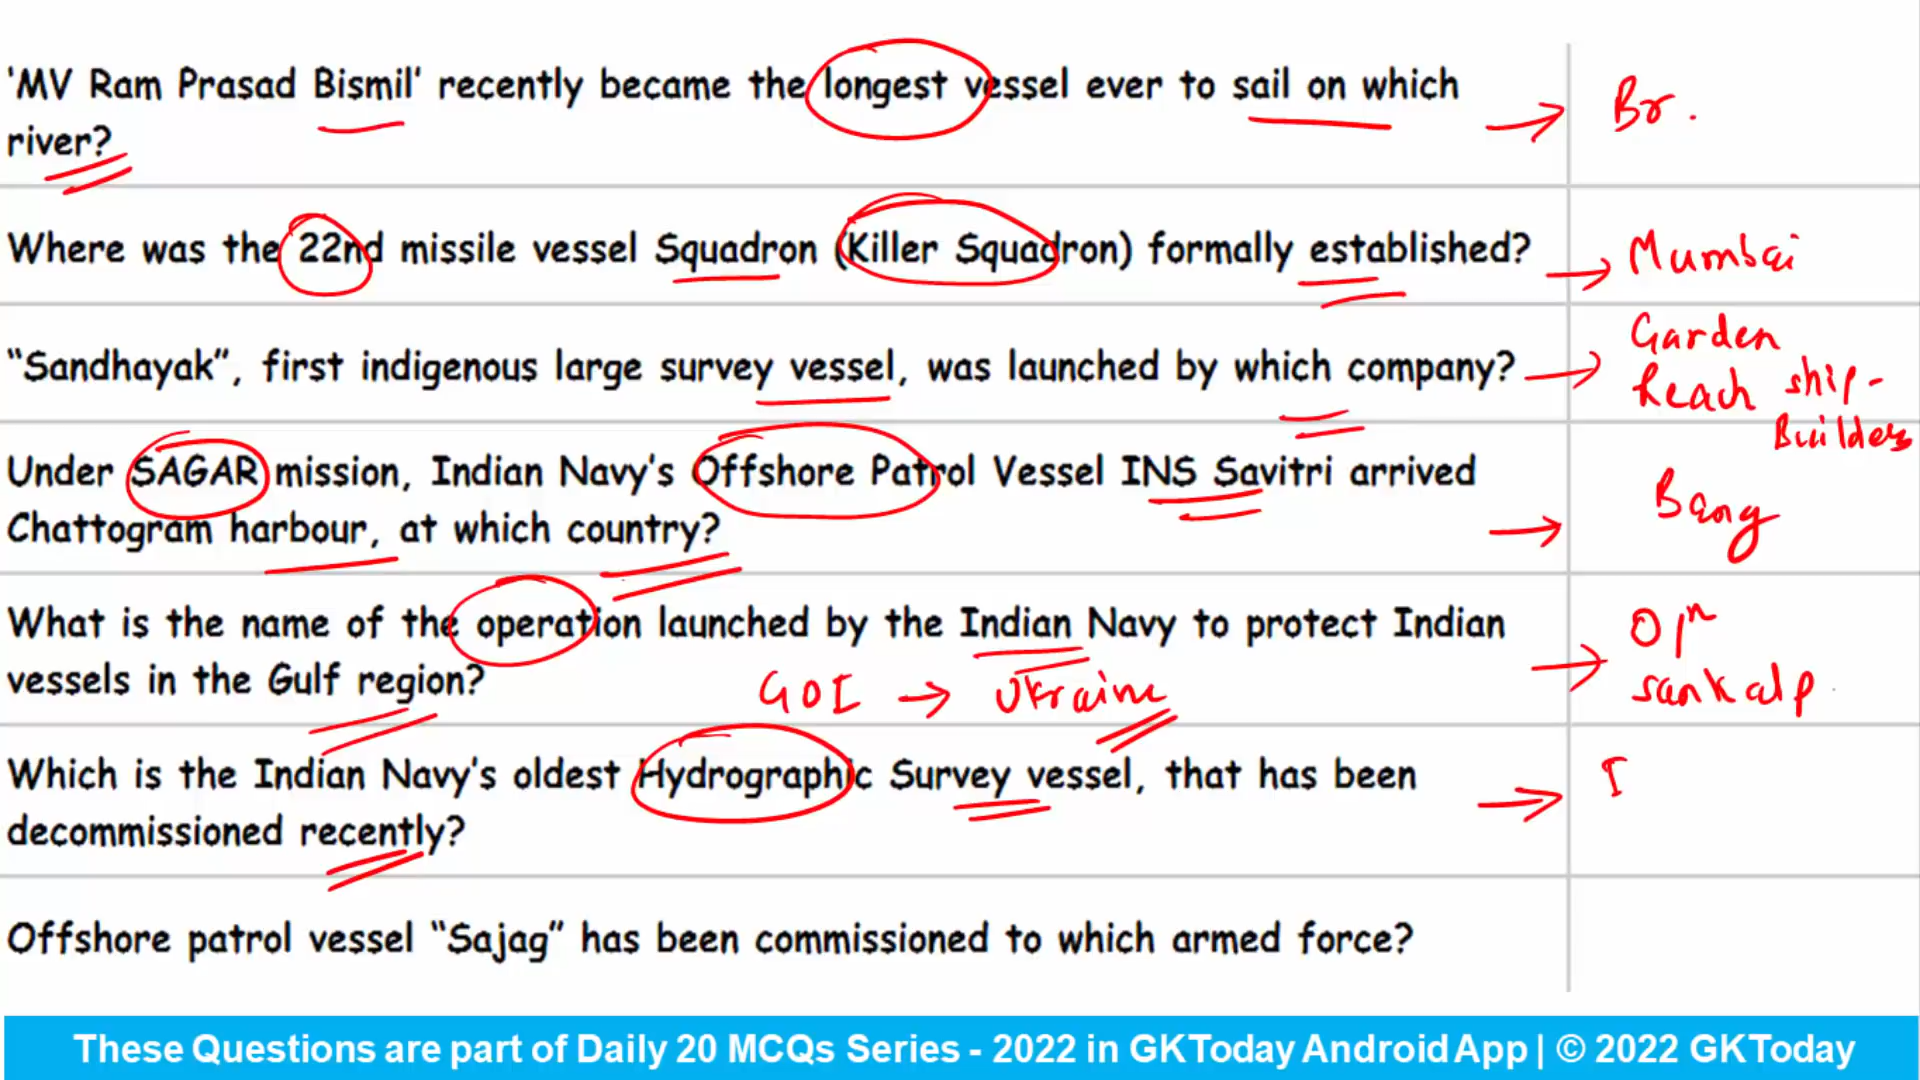 'MV Ram Prasad Bismil' recently became the longest vessel ever to sail on which
river?
Br.
Where was the 22nd missile vessel Squadron (Killer Squadron) formally established?
Mumbai
"Sandhayak", first indigenous large survey vessel, was launched by which company?
Garden
Reach Ship-
Builders
Under SAGAR mission, Indian Navy's Offshore Patrol Vessel INS Savitri arrived
Chattogram harbour, at which country?
Bang
What is the name of the operation launched by the Indian Navy to protect Indian
vessels in the Gulf region?
GOI → Ukraine
Opn
Sankalp
Which is the Indian Navy's oldest Hydrographic Survey vessel, that has been
decommissioned recently?
I
Offshore patrol vessel "Sajag" has been commissioned to which armed force?
These Questions are part of Daily 20 MCQs Series - 2022 in GKToday Android App | © 2022 GKToday